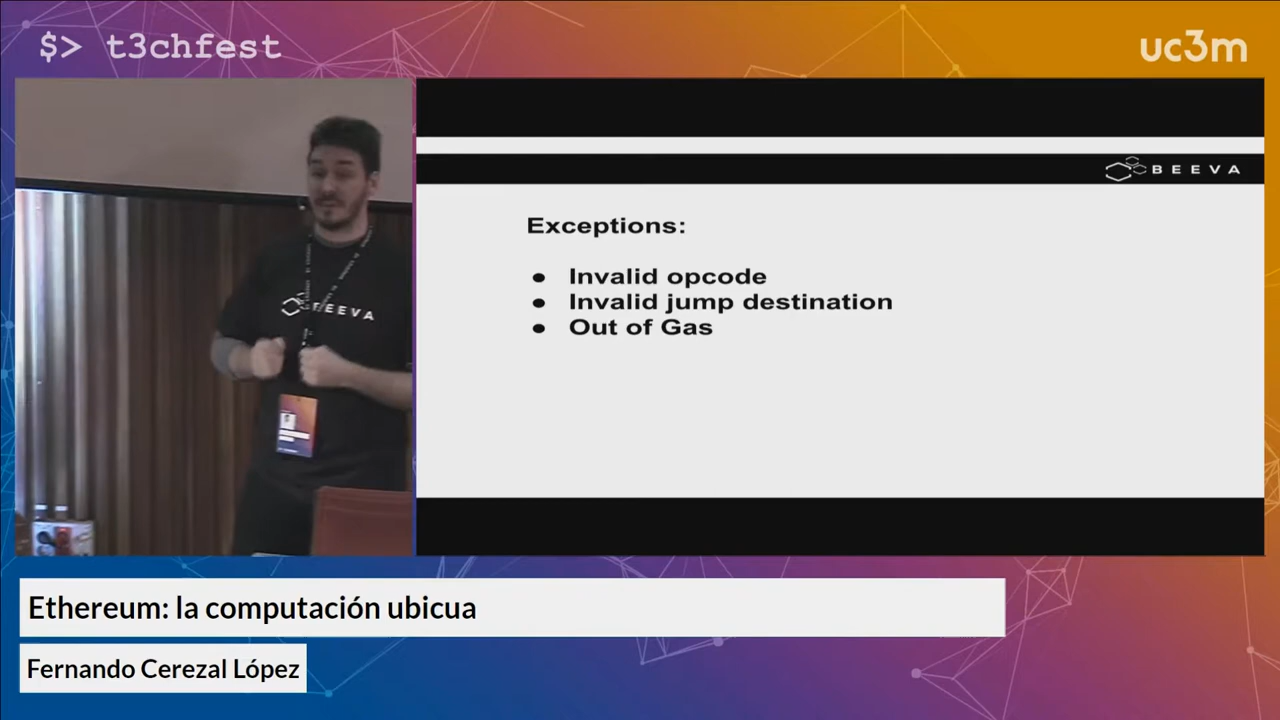 $> t3chfest
uc3m
BEEVA
Exceptions:
● Invalid opcode
● Invalid jump destination
● Out of Gas
BEEVA
Ethereum: la computación ubicua
Fernando Cerezal López